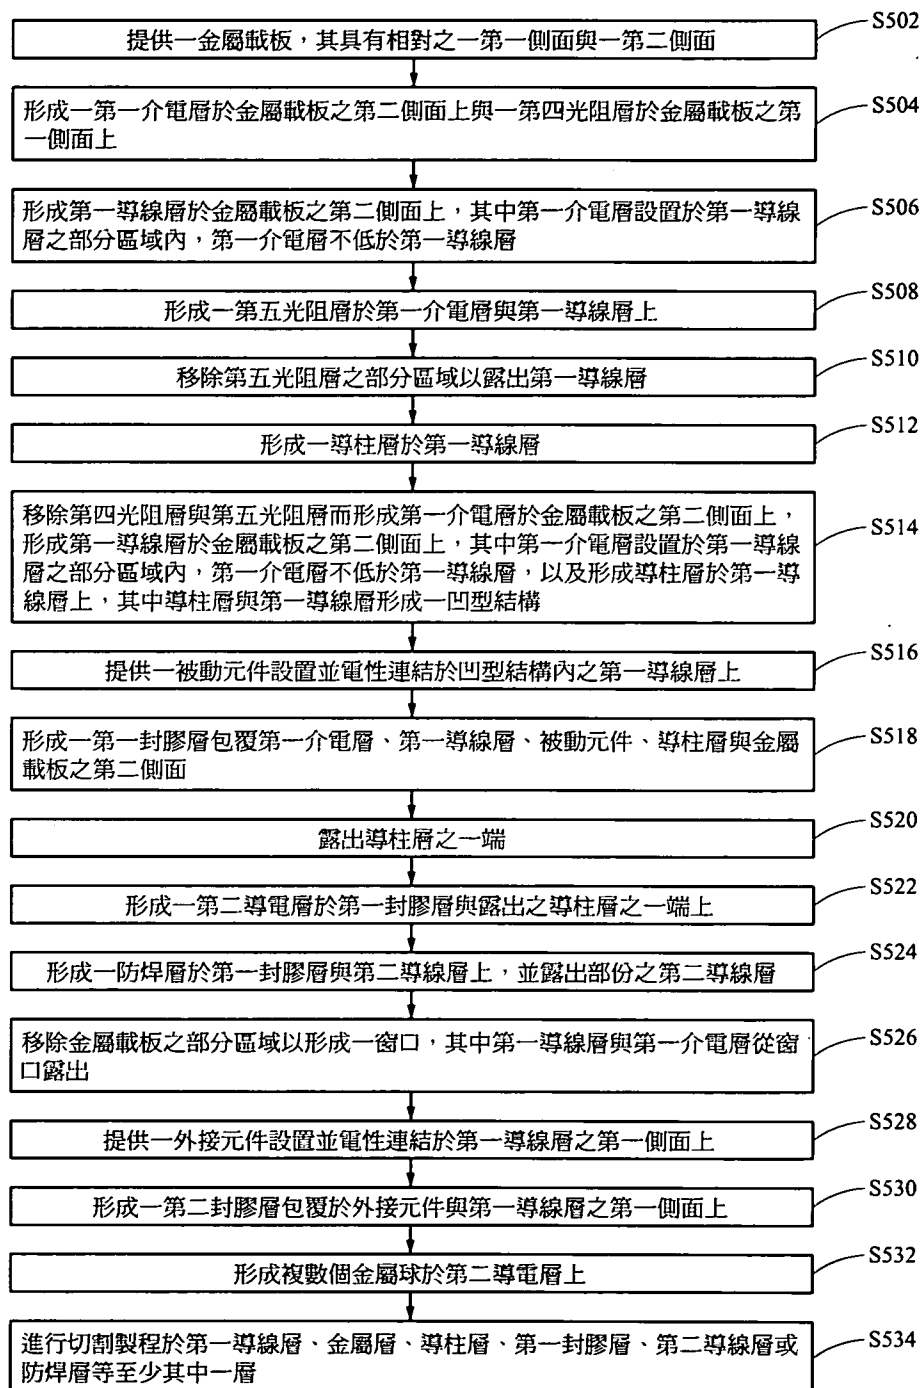 提供一金屬載板，其具有相對之一第一側面與一第二側面
S502
形成一第一介電層於金屬載板之第二側面上與一第四光阻層於金屬載板之第
一側面上
S504
形成第一導線層於金屬載板之第二側面上，其中第一介電層設置於第一導線
層之部分區域內，第一介電層不低於第一導線層
S506
形成一第五光阻層於第一介電層與第一導線層上
S508
移除第五光阻層之部分區域以露出第一導線層
S510
形成一導柱層於第一導線層
S512
移除第四光阻層與第五光阻層而形成第一介電層於金屬載板之第二側面上，
形成第一導線層於金屬載板之第二側面上，其中第一介電層設置於第一導線
層之部分區域內，第一介電層不低於第一導線層，以及形成導柱層於第一導
線層上，其中導柱層與第一導線層形成一凹型結構
S514
提供一被動元件設置並電性連結於凹型結構內之第一導線層上
S516
形成一第一封膠層包覆第一介電層、第一導線層、被動元件、導柱層與金屬
載板之第二側面
S518
露出導柱層之一端
S520
形成一第二導電層於第一封膠層與露出之導柱層之一端上
S522
形成一防焊層於第一封膠層與第二導線層上，並露出部份之第二導線層
S524
移除金屬載板之部分區域以形成一窗口，其中第一導線層與第一介電層從窗
口露出
S526
提供一外接元件設置並電性連結於第一導線層之第一側面上
S528
形成一第二封膠層包覆於外接元件與第一導線層之第一側面上
S530
形成複數個金屬球於第二導電層上
S532
進行切割製程於第一導線層、金屬層、導柱層、第一封膠層、第二導線層或
防焊層等至少其中一層
S534